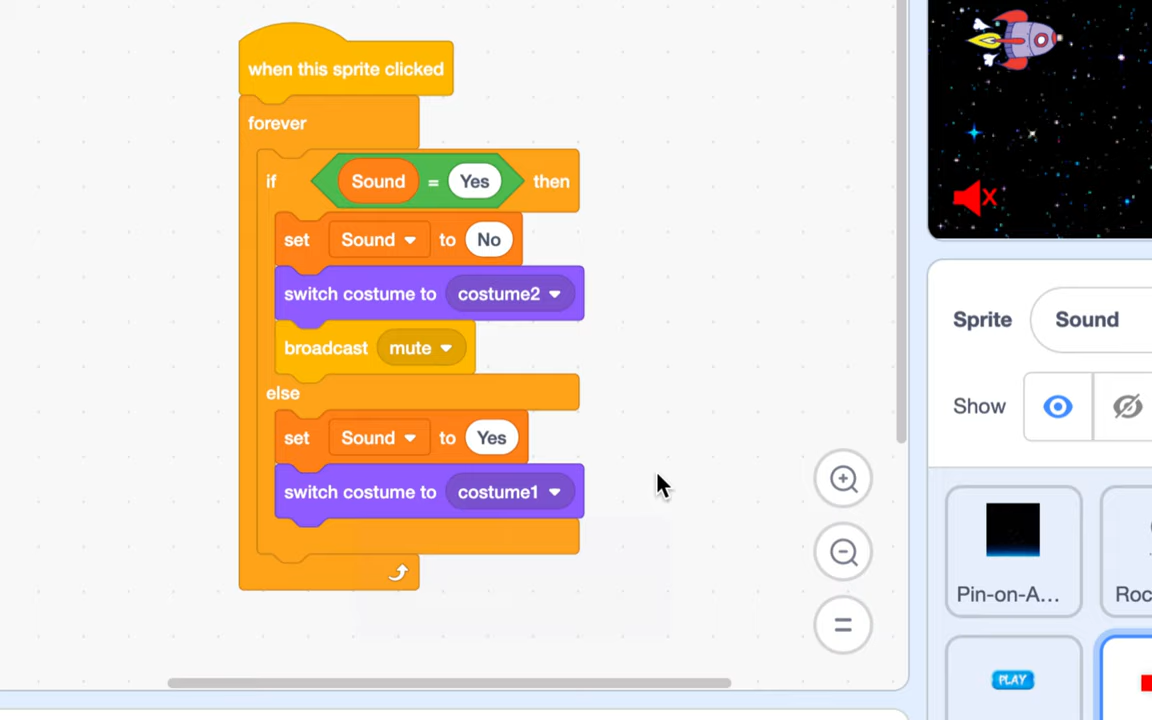 when this sprite clicked
forever
if Sound = Yes then
set Sound to No
switch costume to costume2
broadcast mute
else
set Sound to Yes
switch costume to costume1
Sprite Sound
Show
Pin-on-A...
Roc
PLAY